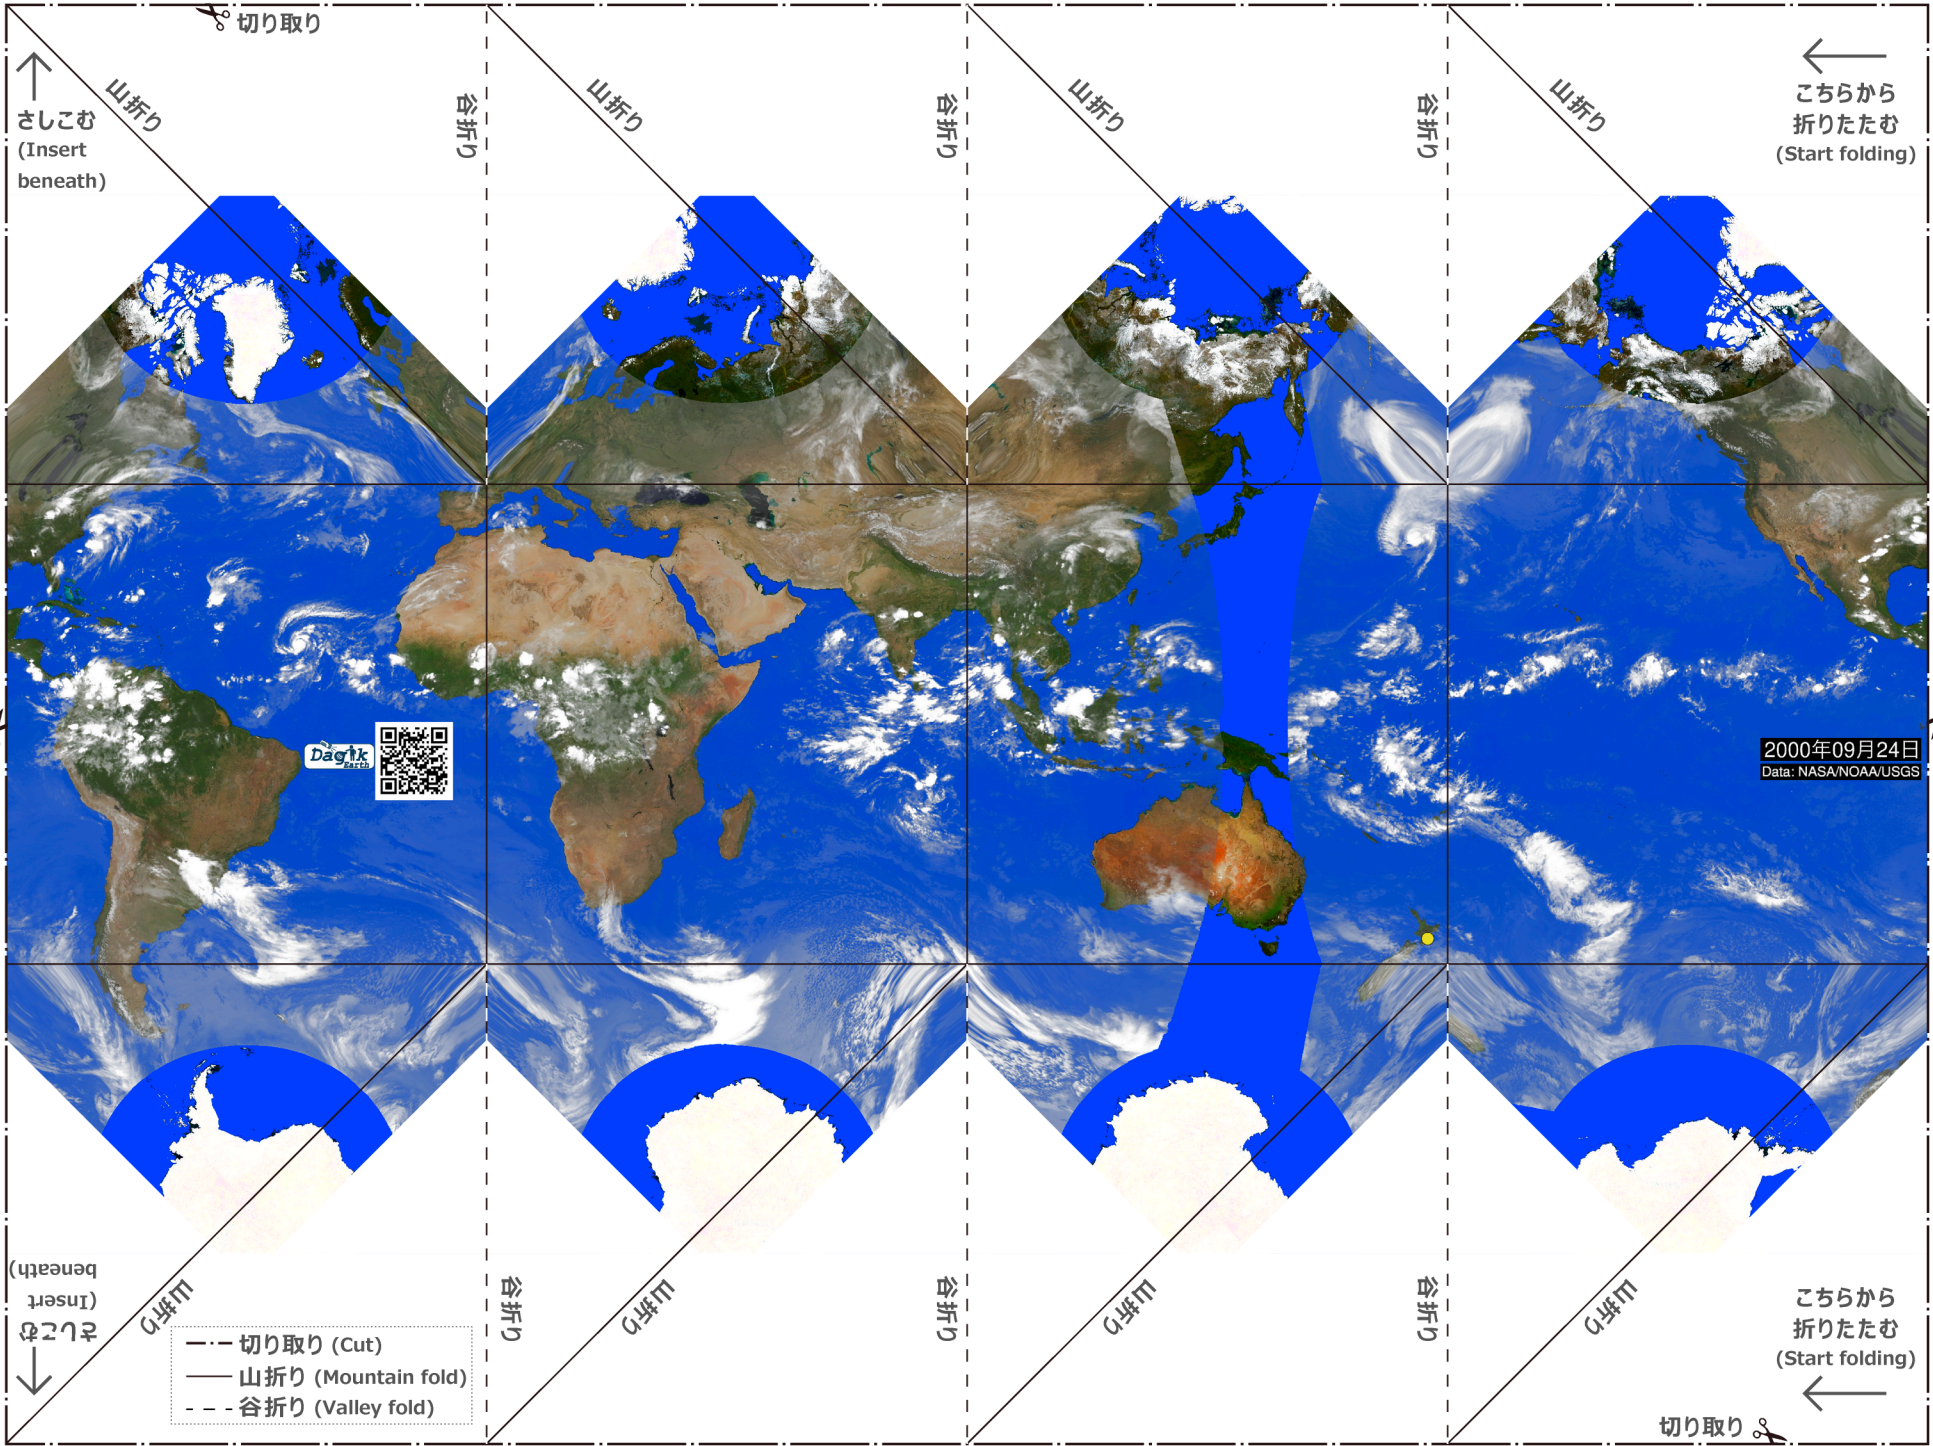 切り取り
山折り
谷折り
山折り
谷折り
山折り
谷折り
山折り
さしこむ
(Insert
beneath)
こちらから
折りたたむ
(Start folding)
Dagik
Earth
2000年09月24日
Data: NASA/NOAA/USGS
さしこむ
(Insert
beneath)
山折り
谷折り
山折り
谷折り
山折り
谷折り
山折り
こちらから
折りたたむ
(Start folding)
切り取り (Cut)
山折り (Mountain fold)
谷折り (Valley fold)
切り取り